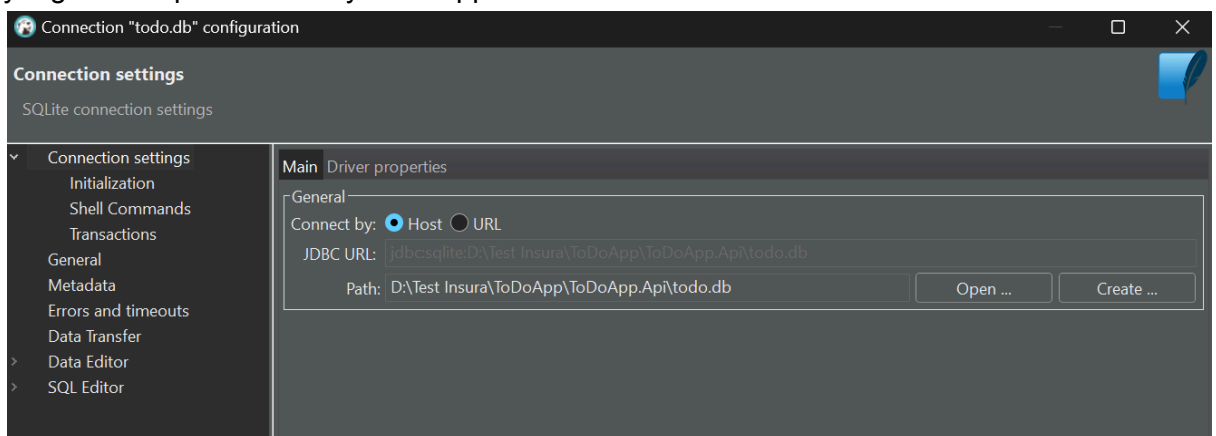 Connection "todo.db" configuration
Connection settings
SQLite connection settings
Connection settings
Initialization
Shell Commands
Transactions
General
Metadata
Errors and timeouts
Data Transfer
Data Editor
SQL Editor
Main Driver properties
General
Connect by: Host URL
JDBC URL: jdbc:sqlite:D:\Test Insura\ToDoApp\ToDoApp.Api\todo.db
Path: D:\Test Insura\ToDoApp\ToDoApp.Api\todo.db Open ... Create ...